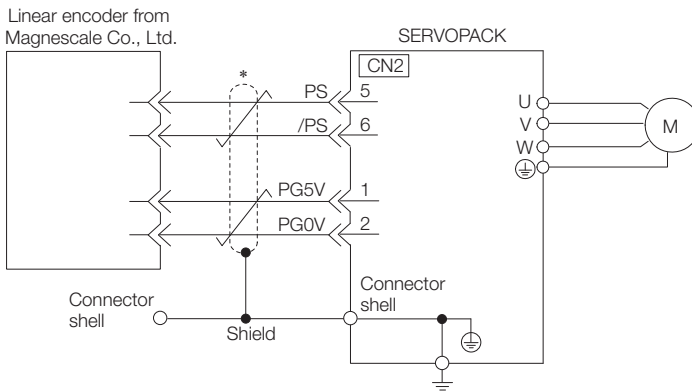 Linear encoder from
Magnescale Co., Ltd.
SERVOPACK
CN2
*
PS
5
/PS
6
PG5V
1
PG0V
2
U
V
W
M
Connector
shell
Shield
Connector
shell